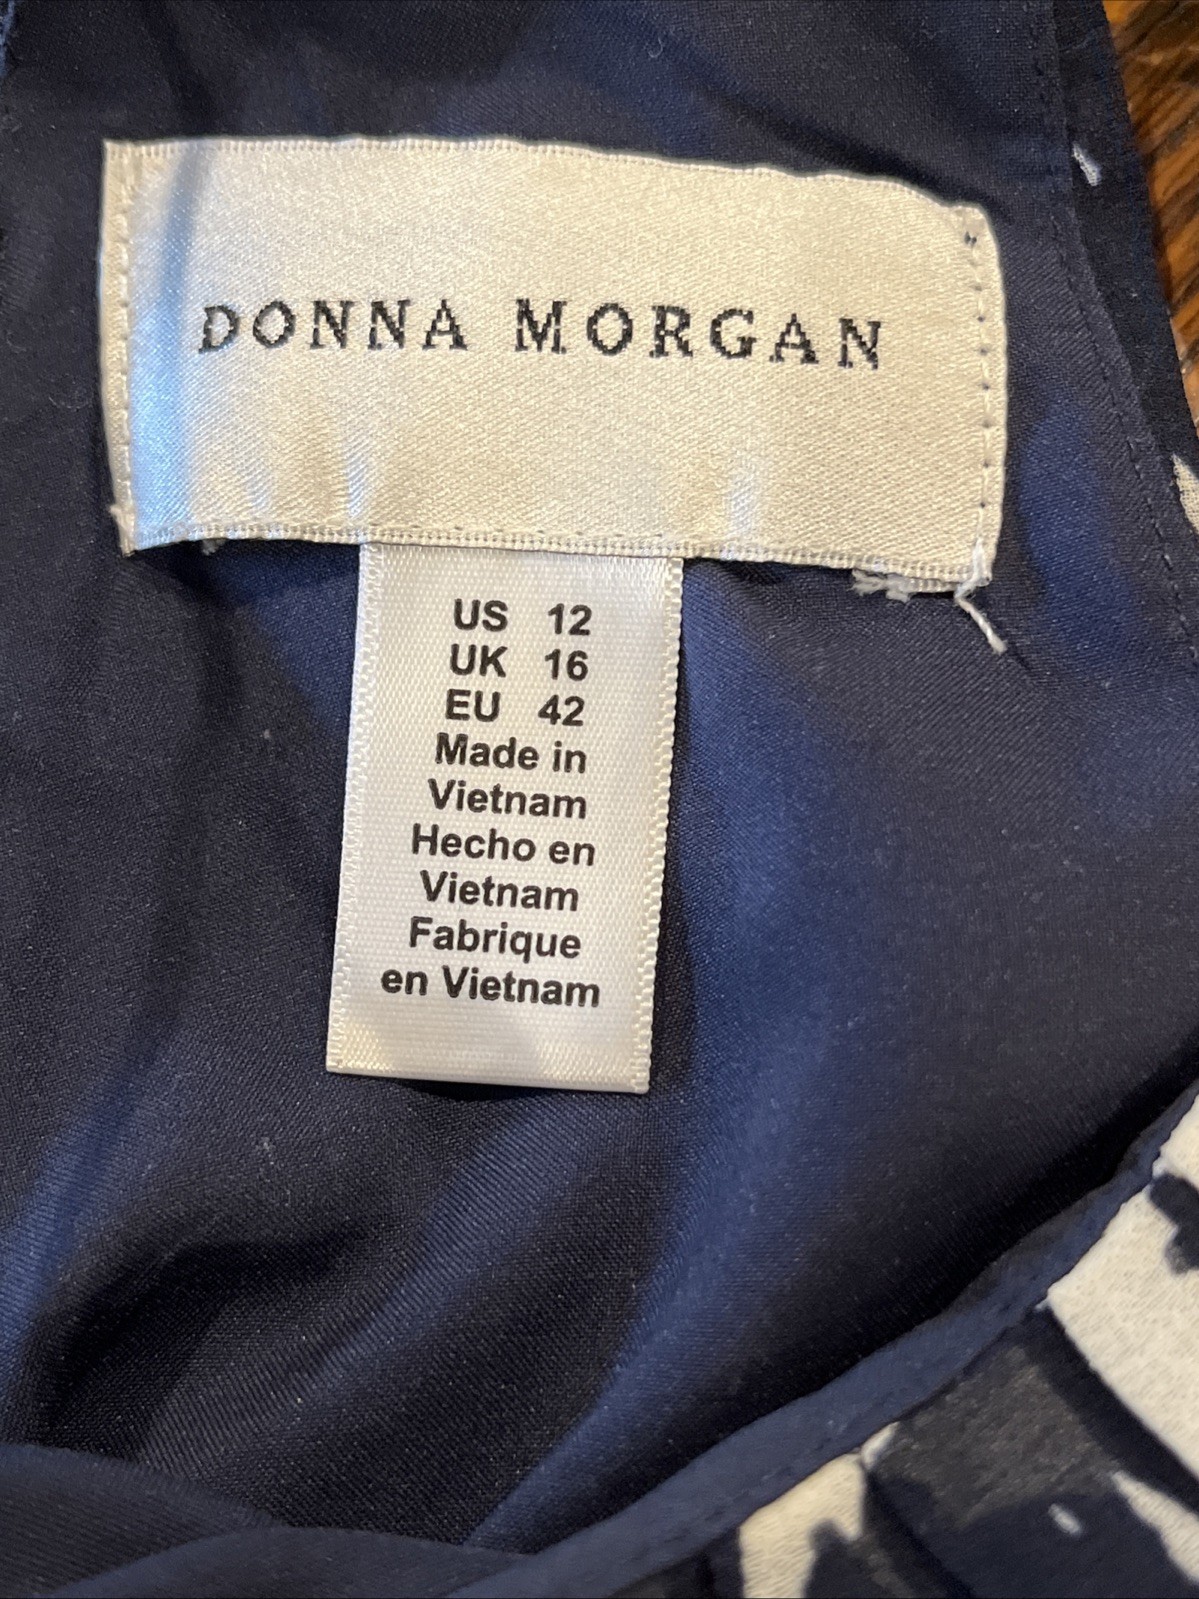 DONNA MORGAN
US 12
UK 16
EU 42
Made in
Vietnam
Hecho en
Vietnam
Fabrique
en Vietnam